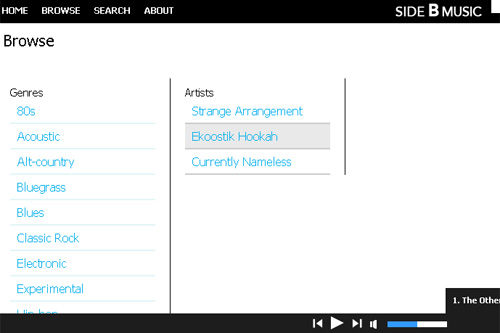 HOME BROWSE SEARCH ABOUT
SIDE B MUSIC
Browse
Genres
80s
Acoustic
Alt-country
Bluegrass
Blues
Classic Rock
Electronic
Experimental
Artists
Strange Arrangement
Ekoostik Hookah
Currently Nameless
1. The Other